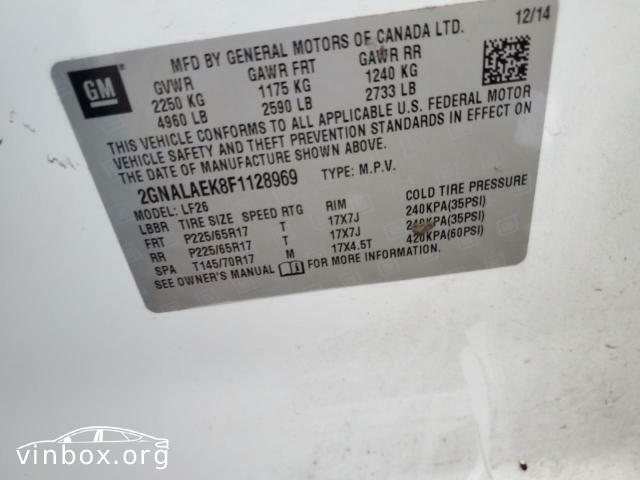 GM
MFD BY GENERAL MOTORS OF CANADA LTD. 12/14
GVWR GAWR FRT GAWR RR
2250 KG 1175 KG 1240 KG
4960 LB 2590 LB 2733 LB
THIS VEHICLE CONFORMS TO ALL APPLICABLE U.S. FEDERAL MOTOR
VEHICLE SAFETY AND THEFT PREVENTION STANDARDS IN EFFECT ON
THE DATE OF MANUFACTURE SHOWN ABOVE.
2GNALAEK8F1128969 TYPE: M.P.V.
MODEL: LF26
LBBR TIRE SIZE SPEED RTG RIM COLD TIRE PRESSURE
FRT P225/65R17 T 17X7J 240KPA(35PSI)
RR P225/65R17 T 17X7J 240KPA(35PSI)
SPA T145/70R17 M 17X4.5T 420KPA(60PSI)
SEE OWNER'S MANUAL FOR MORE INFORMATION.
vinbox.org